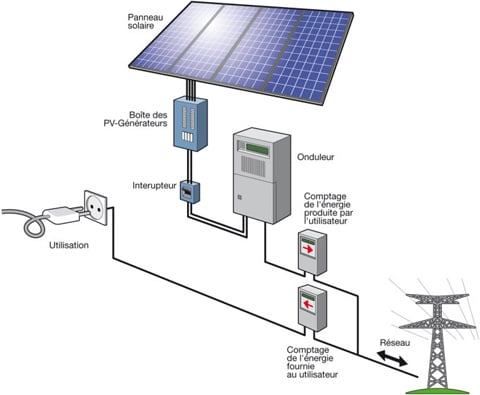 Panneau
solaire
Boîte des
PV-Générateurs
Onduleur
Interupteur
Comptage
de l'énergie
produite par
l'utilisateur
Utilisation
Réseau
Comptage
de l'énergie
fournie
au utilisateur